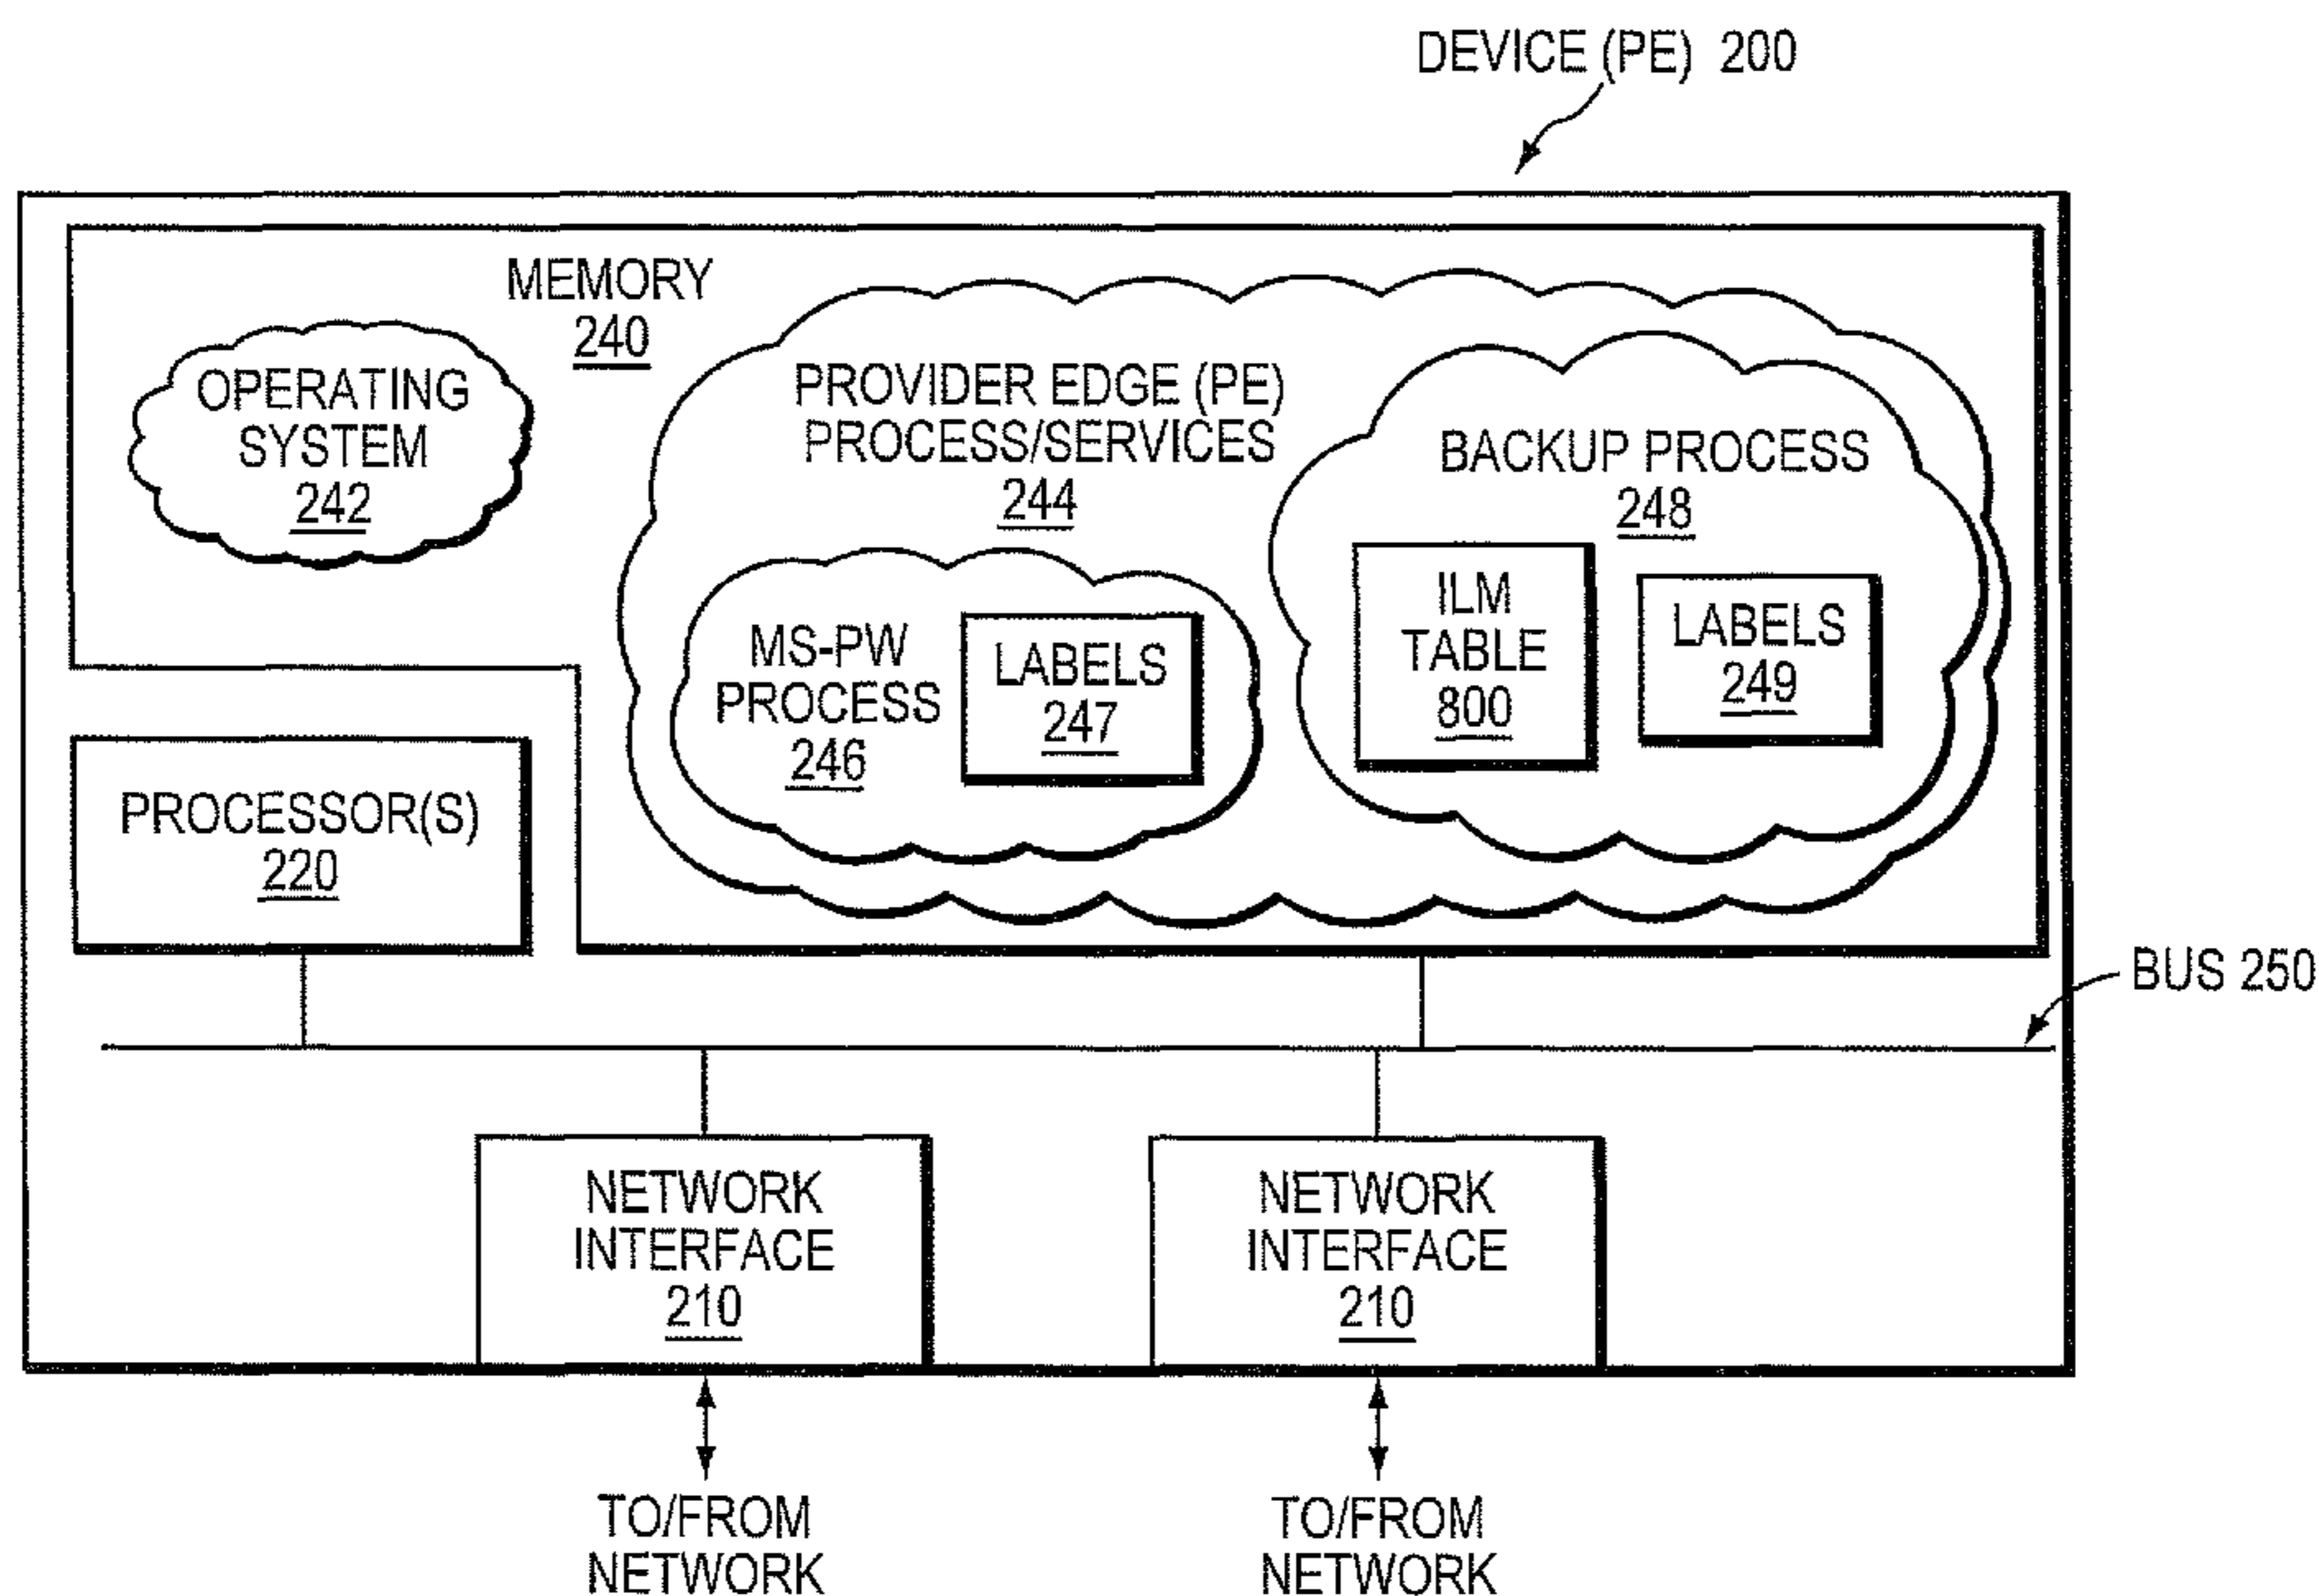 DEVICE (PE) 200
MEMORY
240
OPERATING
SYSTEM
242
PROVIDER EDGE (PE)
PROCESS/SERVICES
244
BACKUP PROCESS
248
MS-PW
PROCESS
246
LABELS
247
ILM
TABLE
800
LABELS
249
PROCESSOR(S)
220
BUS 250
NETWORK
INTERFACE
210
NETWORK
INTERFACE
210
TO/FROM
NETWORK
TO/FROM
NETWORK